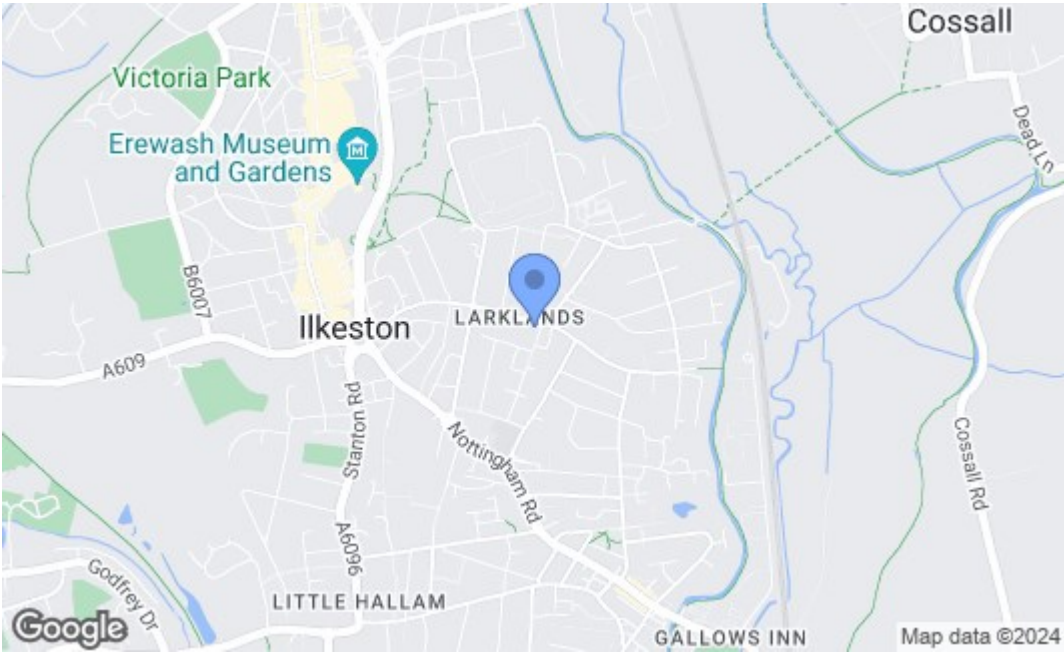 Cossall
Victoria Park
Dead Ln
Erewash Museum
and Gardens
M
B6007
LARKLANDS
Ilkeston
A609
Stanton Rd
Nottingham Rd
Cossall Rd
A6096
Godfrey Dr
LITTLE HALLAM
GALLOWS INN
Google
Map data ©2024